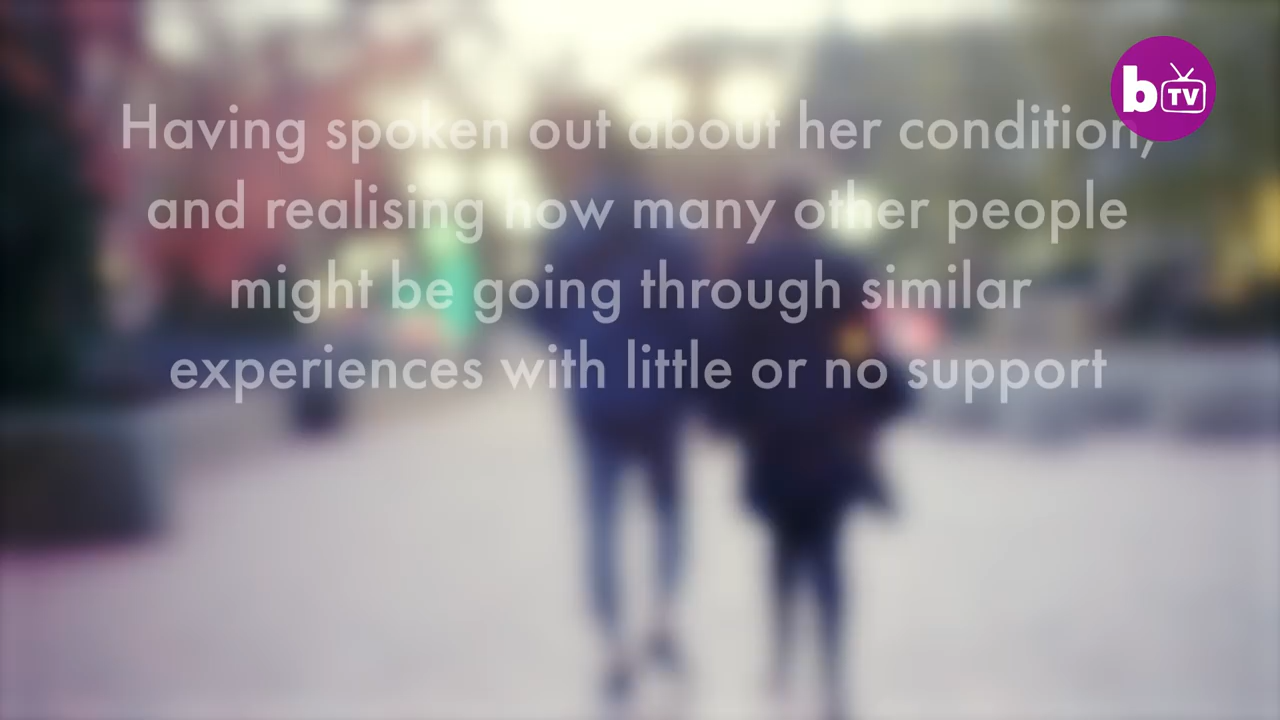 Having spoken out about her condition,
and realising how many other people
might be going through similar
experiences with little or no support
b TV